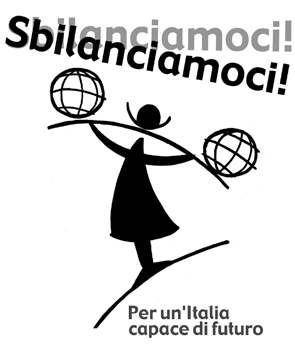 Sbilanciamoci!
Sbilanciamoci!
Per un'Italia
capace di futuro